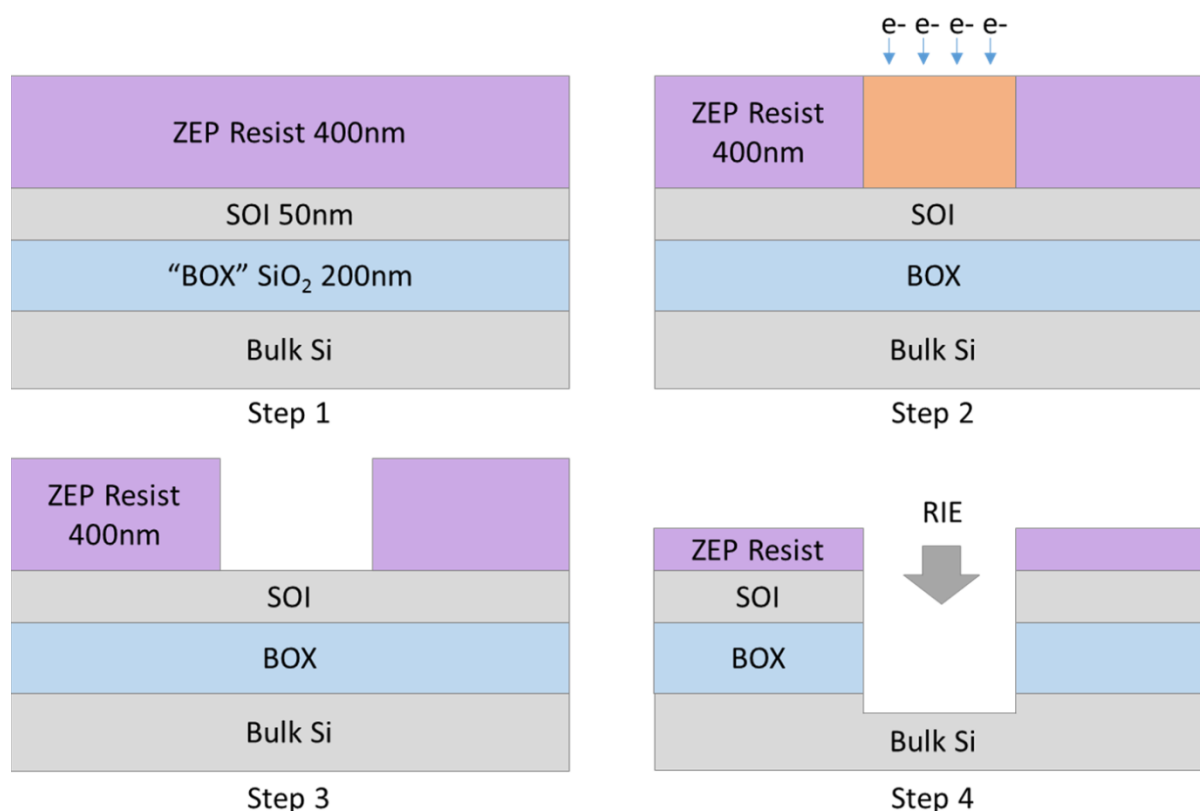 ZEP Resist 400nm
SOI 50nm
“BOX” SiO₂ 200nm
Bulk Si
Step 1
e- e- e- e-
ZEP Resist
400nm
SOI
BOX
Bulk Si
Step 2
ZEP Resist
400nm
SOI
BOX
Bulk Si
Step 3
RIE
ZEP Resist
SOI
BOX
Bulk Si
Step 4